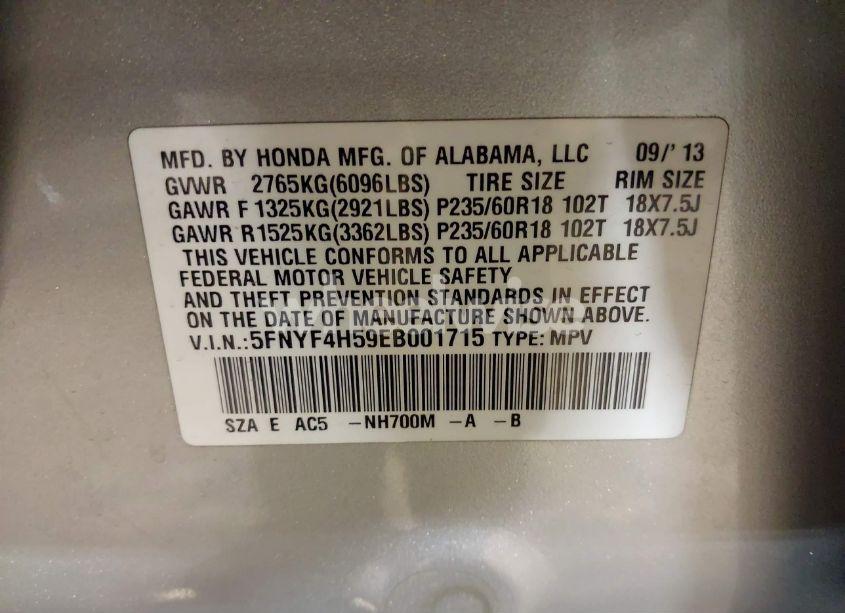 MFD. BY HONDA MFG. OF ALABAMA, LLC 09/' 13
GVWR 2765KG(6096LBS) TIRE SIZE RIM SIZE
GAWR F 1325KG(2921LBS) P235/60R18 102T 18X7.5J
GAWR R1525KG(3362LBS) P235/60R18 102T 18X7.5J
THIS VEHICLE CONFORMS TO ALL APPLICABLE
FEDERAL MOTOR VEHICLE SAFETY
AND THEFT PREVENTION STANDARDS IN EFFECT
ON THE DATE OF MANUFACTURE SHOWN ABOVE.
V.I.N.:5FNYF4H59EB001715 TYPE: MPV
SZA E AC5 -NH700M -A -B